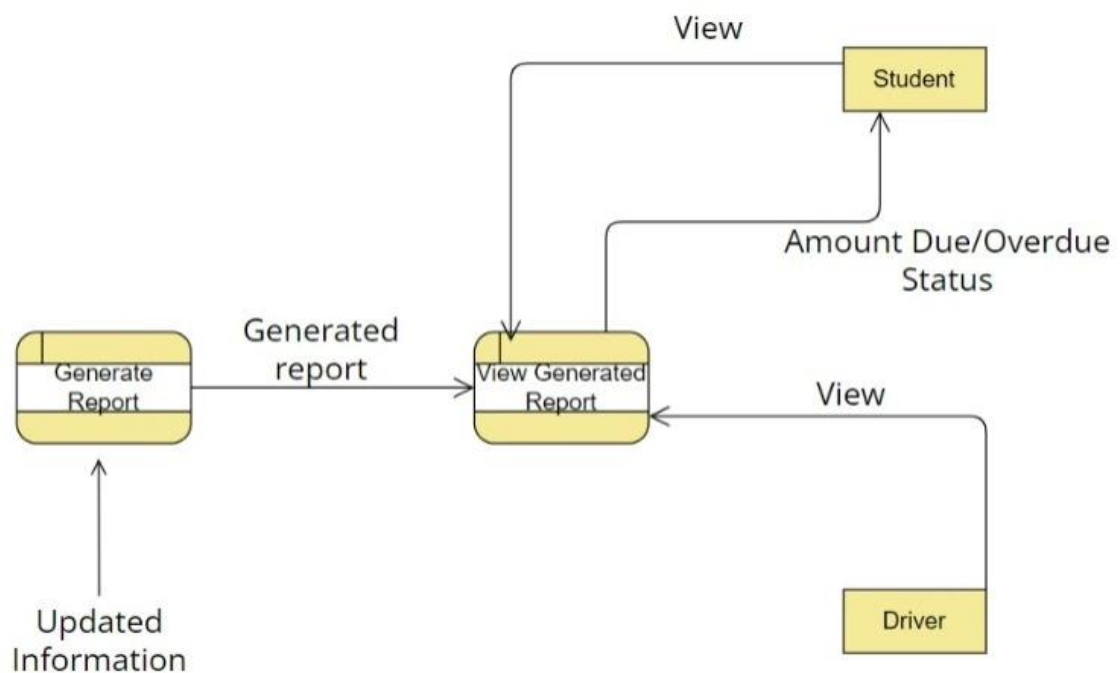 View
Student
Amount Due/Overdue
Status
Generated
report
Generate
Report
View Generated
Report
View
Updated
Information
Driver